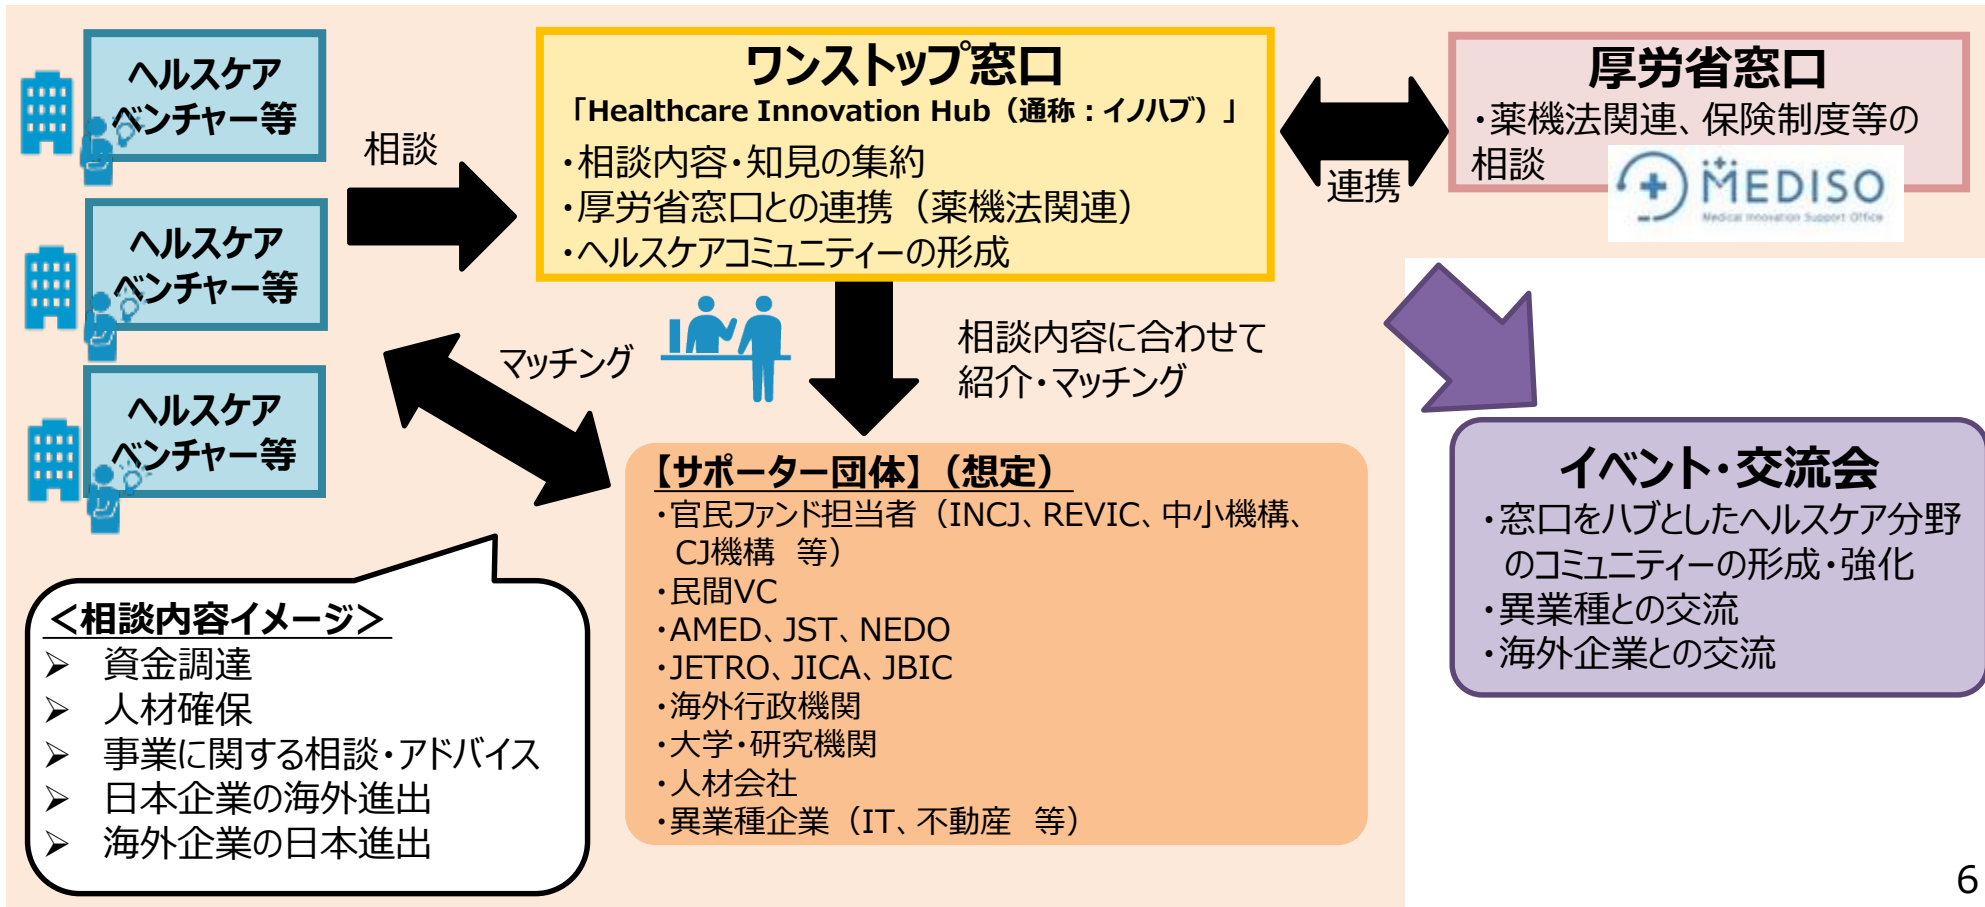 ヘルスケア
ベンチャー等
ヘルスケア
ベンチャー等
ヘルスケア
ベンチャー等
相談
ワンストップ窓口
「Healthcare Innovation Hub（通称：イノハブ）」
・相談内容・知見の集約
・厚労省窓口との連携（薬機法関連）
・ヘルスケアコミュニティーの形成
連携
厚労省窓口
・薬機法関連、保険制度等の
相談
MEDISO
Medical Innovation Support Office
マッチング
相談内容に合わせて
紹介・マッチング
【サポーター団体】（想定）
・官民ファンド担当者（INCJ、REVIC、中小機構、
CJ機構　等）
・民間VC
・AMED、JST、NEDO
・JETRO、JICA、JBIC
・海外行政機関
・大学・研究機関
・人材会社
・異業種企業（IT、不動産　等）
イベント・交流会
・窓口をハブとしたヘルスケア分野
のコミュニティーの形成・強化
・異業種との交流
・海外企業との交流
＜相談内容イメージ＞
➢ 資金調達
➢ 人材確保
➢ 事業に関する相談・アドバイス
➢ 日本企業の海外進出
➢ 海外企業の日本進出
6